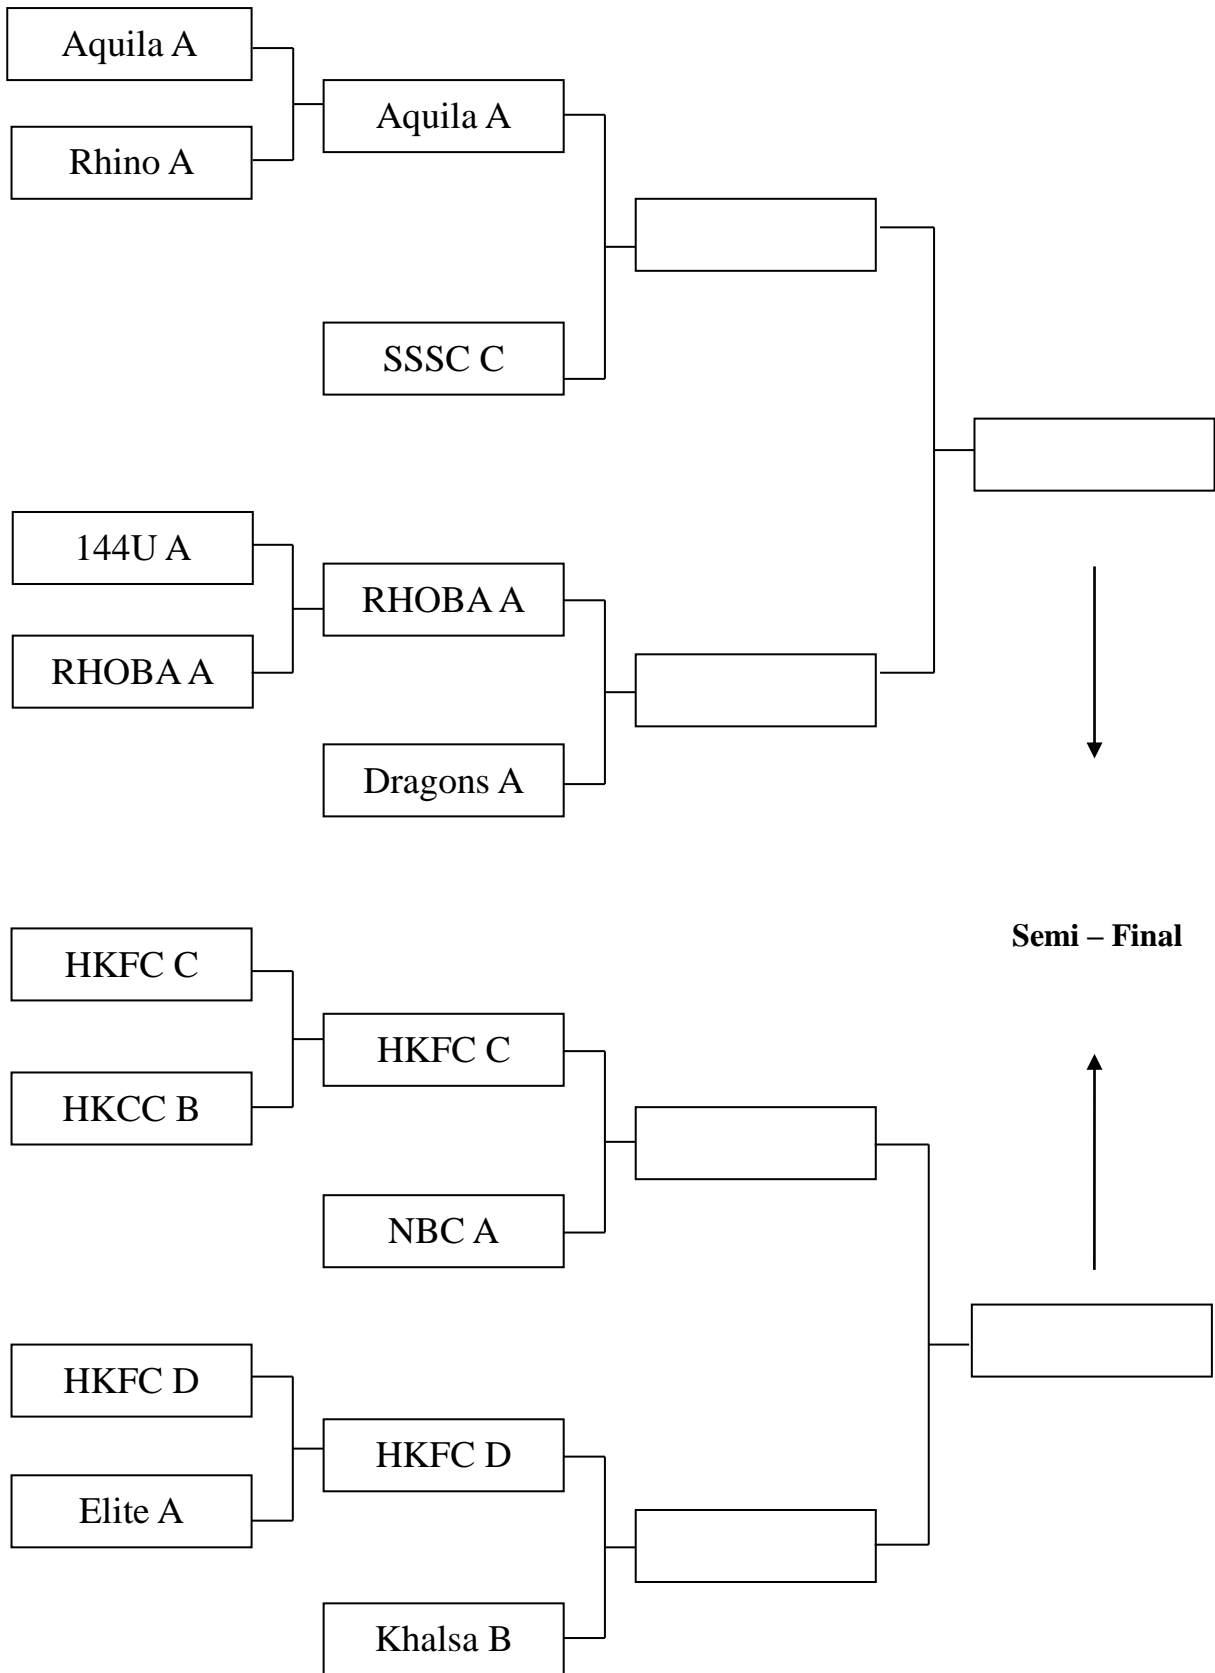 Aquila A
Aquila A
Rhino A
SSSC C
144U A
RHOBA A
RHOBA A
Dragons A
HKFC C
Semi – Final
HKFC C
HKCC B
NBC A
HKFC D
HKFC D
Elite A
Khalsa B